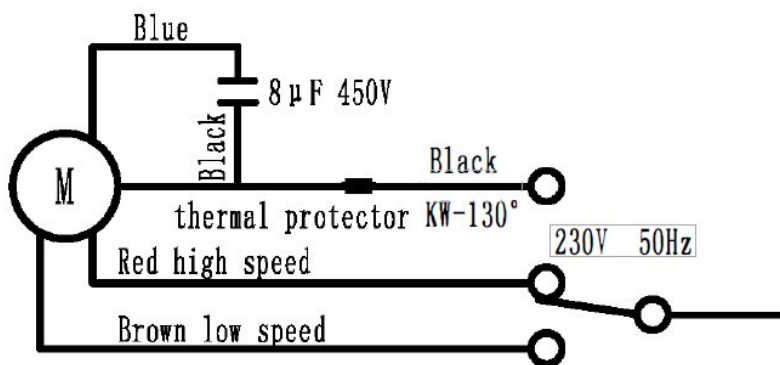 Blue
8μF 450V
Black
M
Black
thermal protector KW-130°
230V 50Hz
Red high speed
Brown low speed